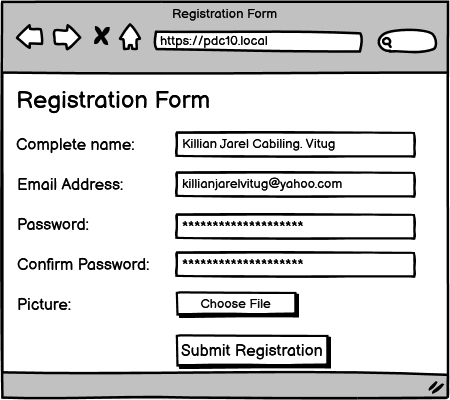 Registration Form
https://pdc10.local
Registration Form
Complete name: Killian Jarel Cabiling. Vitug
Email Address: killianjarelvitug@yahoo.com
Password: ********************
Confirm Password: ********************
Picture: Choose File
Submit Registration